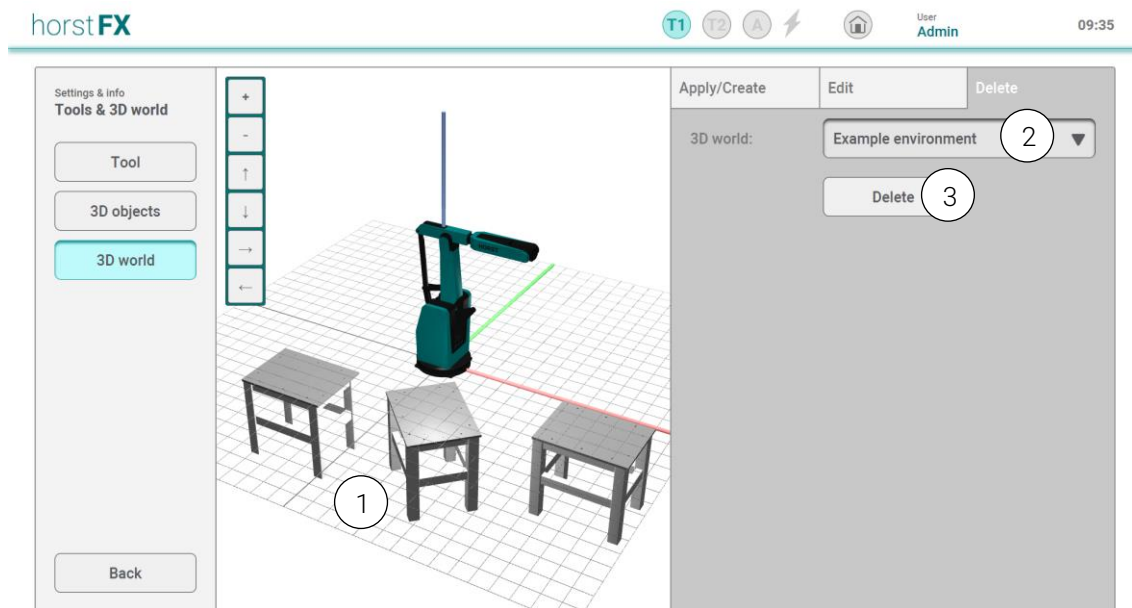 horstFX
T1 T2 A
User
Admin
09:35
Settings & info
Tools & 3D world
Tool
3D objects
3D world
Back
+
-
↑
↓
→
←
HORST
1
Apply/Create Edit Delete
3D world: Example environment 2
Delete 3